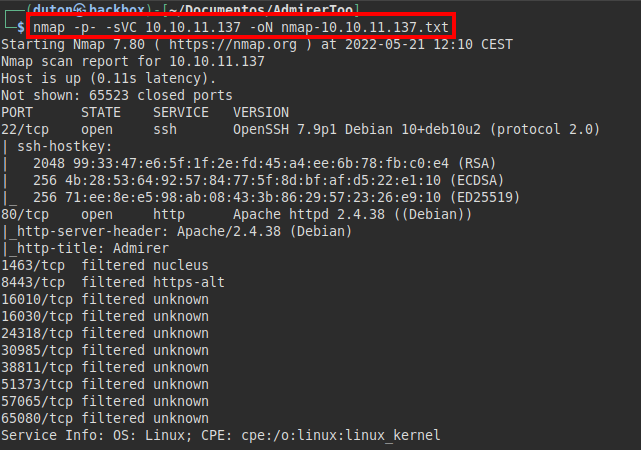 ┌──(duton㉿backbox)-[~/Documentos/AdmirerToo]
└─$ nmap -p- -sVC 10.10.11.137 -oN nmap-10.10.11.137.txt
Starting Nmap 7.80 ( https://nmap.org ) at 2022-05-21 12:10 CEST
Nmap scan report for 10.10.11.137
Host is up (0.11s latency).
Not shown: 65523 closed ports
PORT      STATE    SERVICE   VERSION
22/tcp    open     ssh       OpenSSH 7.9p1 Debian 10+deb10u2 (protocol 2.0)
| ssh-hostkey:
|   2048 99:33:47:e6:5f:1f:2e:fd:45:a4:ee:6b:78:fb:c0:e4 (RSA)
|   256 4b:28:53:64:92:57:84:77:5f:8d:bf:af:d5:22:e1:10 (ECDSA)
|_  256 71:ee:8e:e5:98:ab:08:43:3b:86:29:57:23:26:e9:10 (ED25519)
80/tcp    open     http      Apache httpd 2.4.38 ((Debian))
|_http-server-header: Apache/2.4.38 (Debian)
|_http-title: Admirer
1463/tcp  filtered nucleus
8443/tcp  filtered https-alt
16010/tcp filtered unknown
16030/tcp filtered unknown
24318/tcp filtered unknown
30985/tcp filtered unknown
38811/tcp filtered unknown
51373/tcp filtered unknown
57065/tcp filtered unknown
65080/tcp filtered unknown
Service Info: OS: Linux; CPE: cpe:/o:linux:linux_kernel